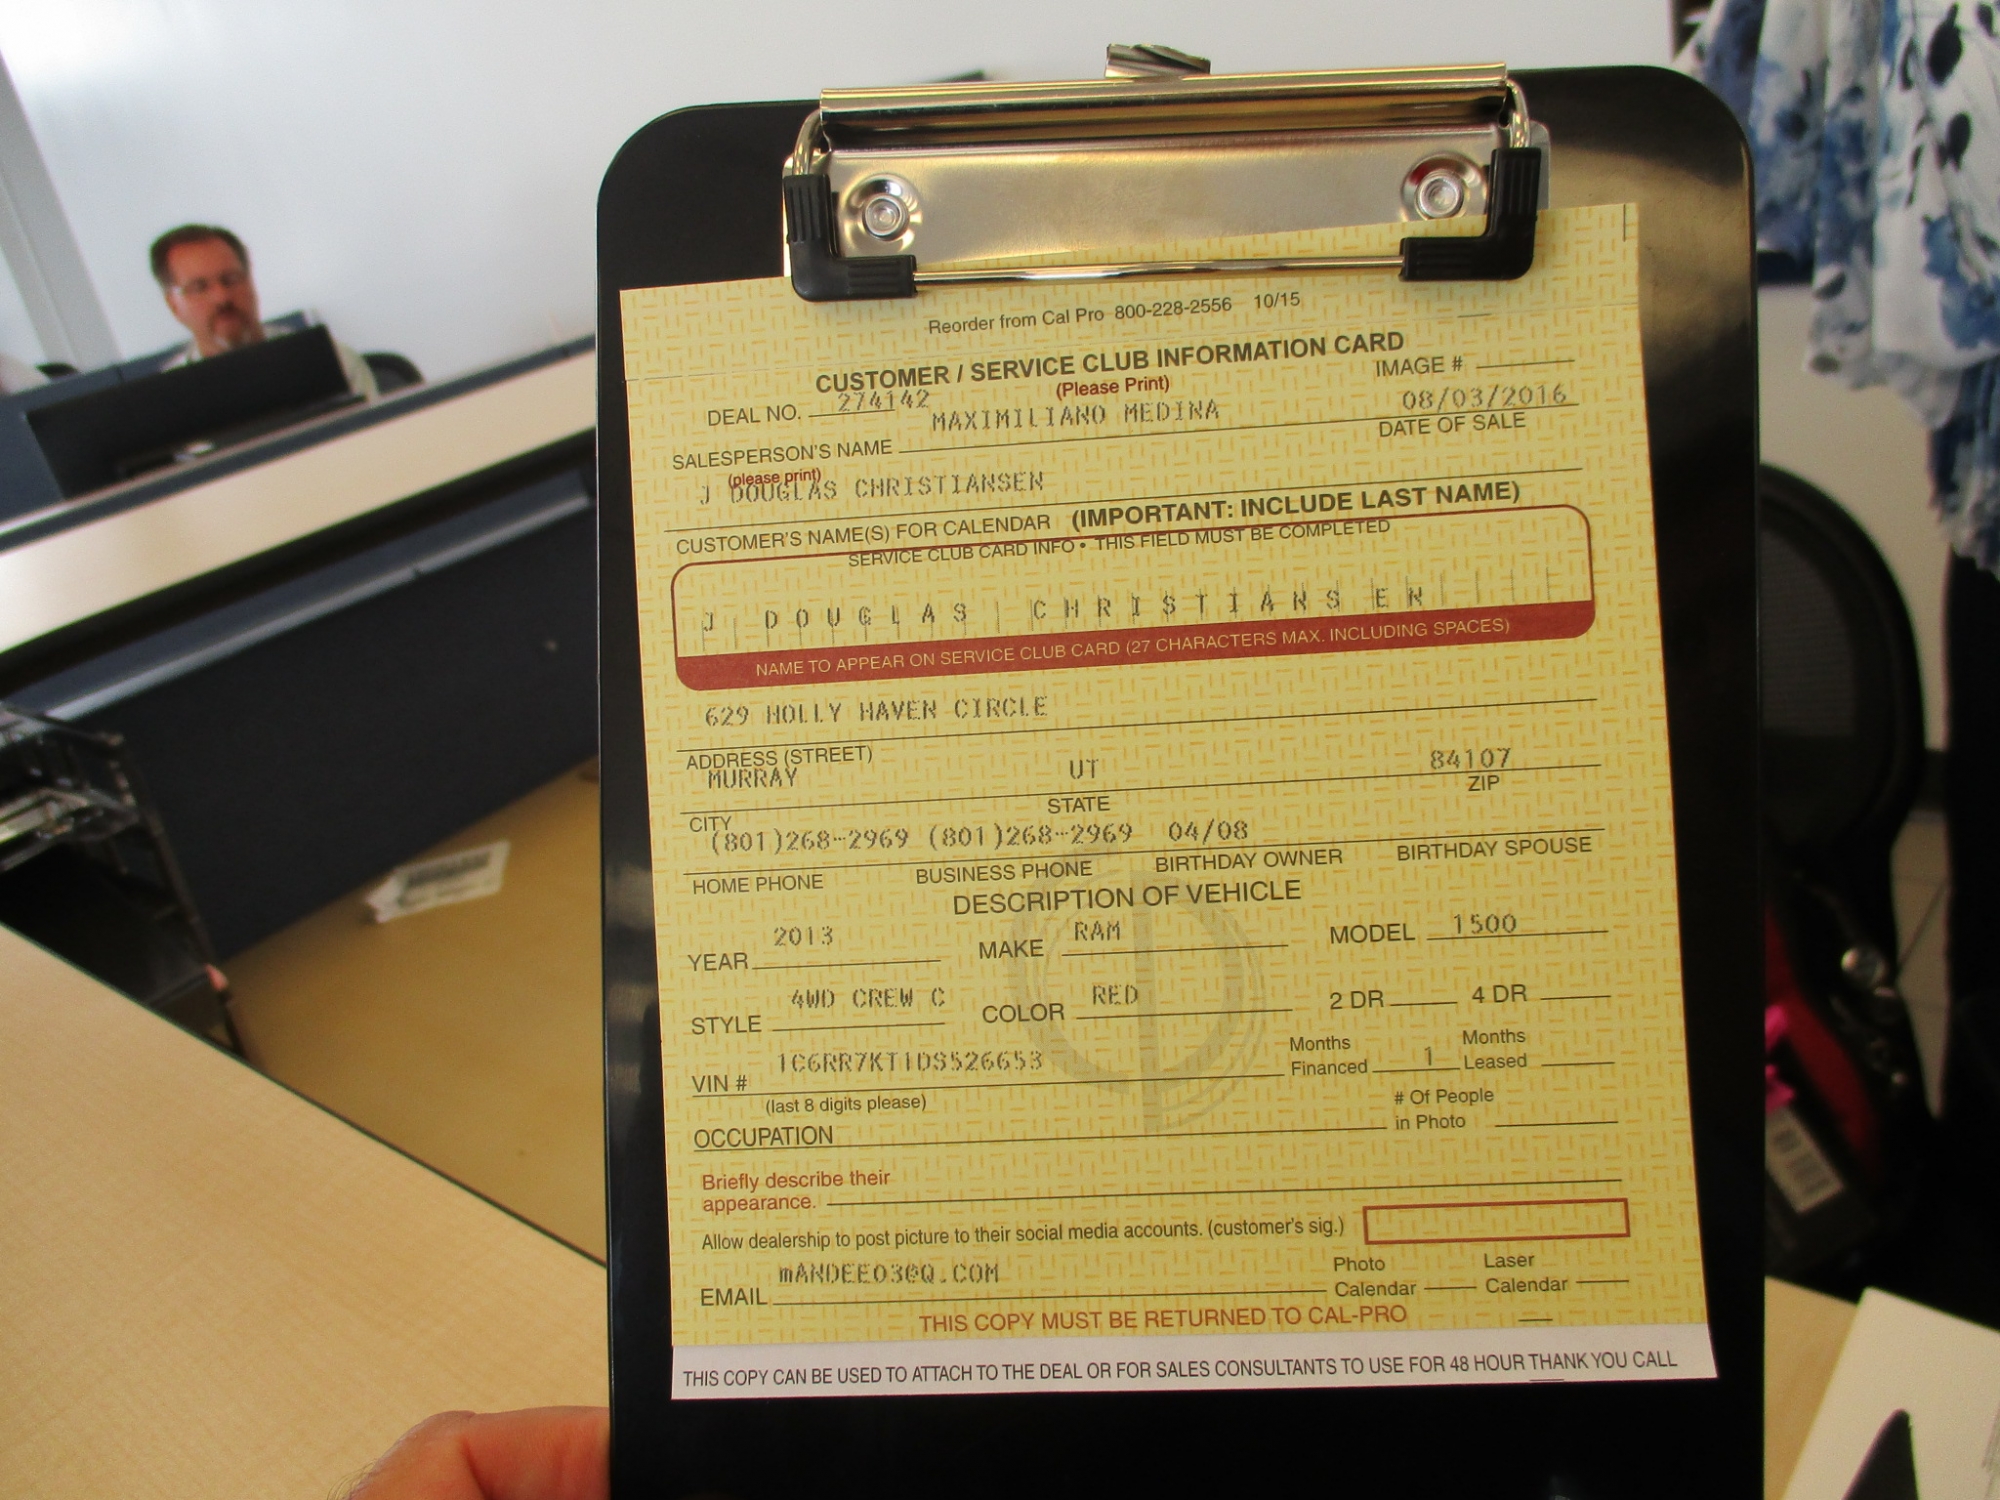 Reorder from Cal Pro 800-228-2556 10/15
CUSTOMER / SERVICE CLUB INFORMATION CARD
(Please Print)
IMAGE #
DEAL NO. 274142
MAXIMILIANO MEDINA
08/03/2016
SALESPERSON'S NAME
DATE OF SALE
(please print)
J DOUGLAS CHRISTIANSEN
CUSTOMER'S NAME(S) FOR CALENDAR (IMPORTANT: INCLUDE LAST NAME)
SERVICE CLUB CARD INFO • THIS FIELD MUST BE COMPLETED
J DOUGLAS CHRISTIANSEN
NAME TO APPEAR ON SERVICE CLUB CARD (27 CHARACTERS MAX. INCLUDING SPACES)
629 HOLLY HAVEN CIRCLE
ADDRESS (STREET)
MURRAY UT 84107
CITY STATE ZIP
(801)268-2969 (801)268-2969 04/08
HOME PHONE BUSINESS PHONE BIRTHDAY OWNER BIRTHDAY SPOUSE
DESCRIPTION OF VEHICLE
YEAR 2013 MAKE RAM MODEL 1500
STYLE 4WD CREW C COLOR RED 2 DR 4 DR
VIN # 1C6RR7KT1DS526653 Months Financed 1 Months Leased
(last 8 digits please)
OCCUPATION # Of People in Photo
Briefly describe their
appearance.
Allow dealership to post picture to their social media accounts. (customer's sig.)
EMAIL mANDEE03@Q.COM Photo Calendar Laser Calendar
THIS COPY MUST BE RETURNED TO CAL-PRO
THIS COPY CAN BE USED TO ATTACH TO THE DEAL OR FOR SALES CONSULTANTS TO USE FOR 48 HOUR THANK YOU CALL